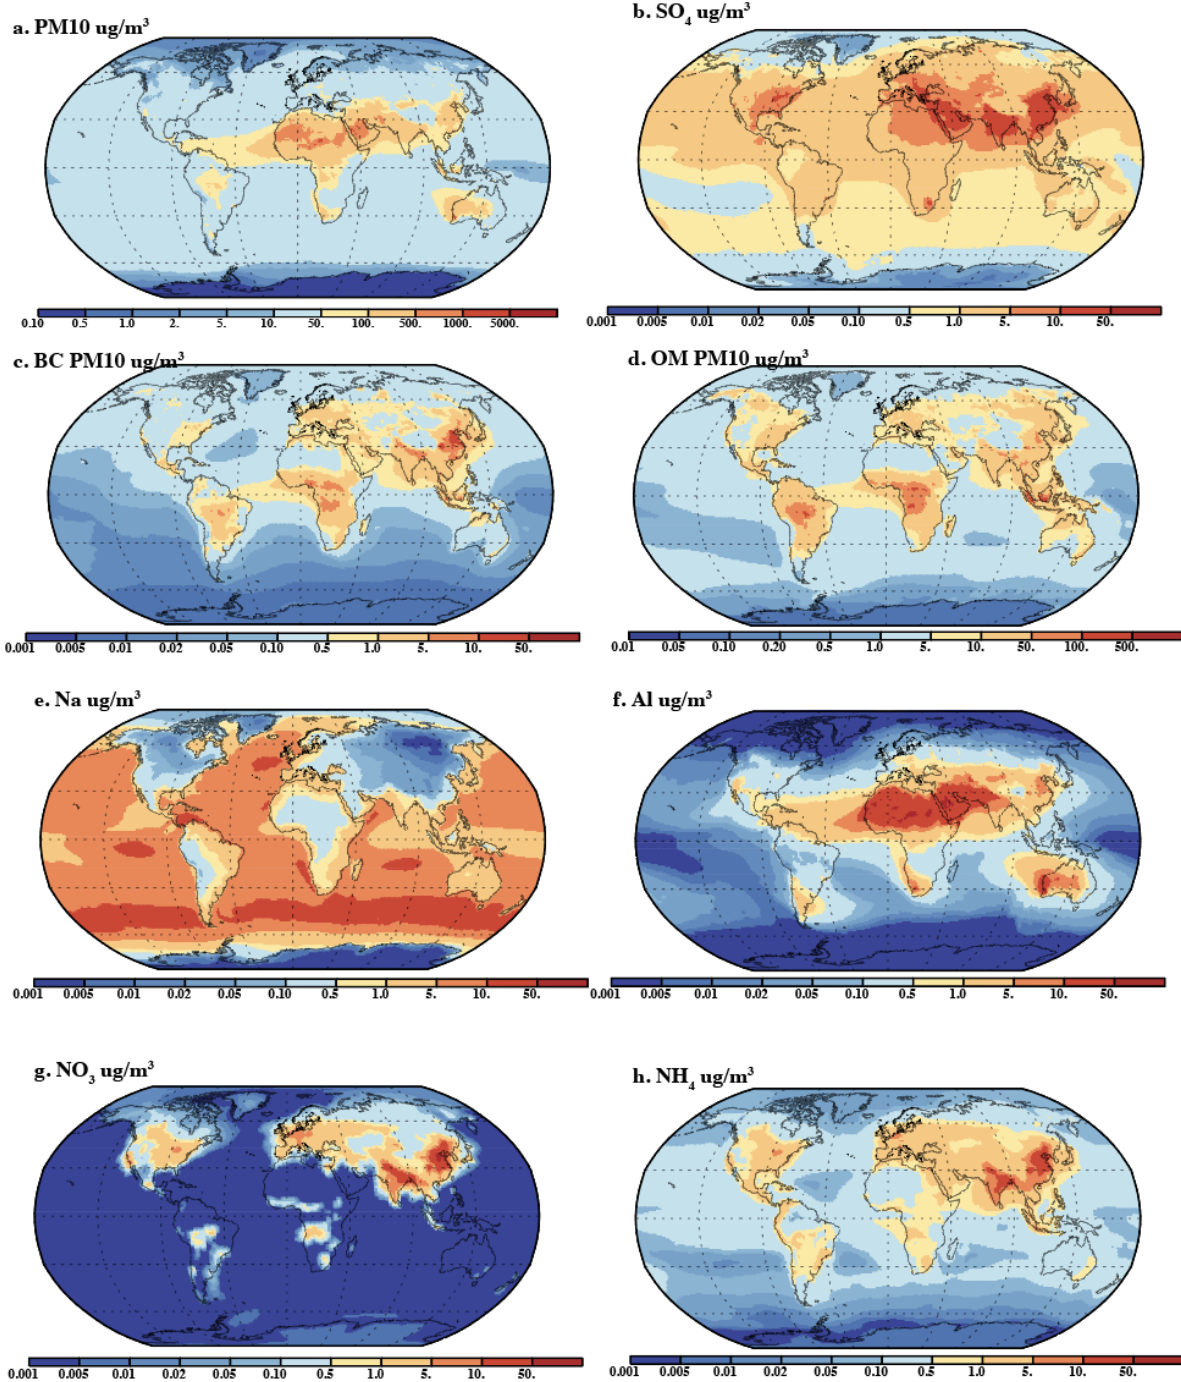 a. PM10 ug/m³
b. SO₄ ug/m³
0.10 0.5 1.0 2. 5. 10. 50. 100. 500. 1000. 5000.
0.001 0.005 0.01 0.02 0.05 0.10 0.5 1.0 5. 10. 50.
c. BC PM10 ug/m³
d. OM PM10 ug/m³
0.001 0.005 0.01 0.02 0.05 0.10 0.5 1.0 5. 10. 50.
0.01 0.05 0.10 0.20 0.5 1.0 5. 10. 50. 100. 500.
e. Na ug/m³
f. Al ug/m³
0.001 0.005 0.01 0.02 0.05 0.10 0.5 1.0 5. 10. 50.
0.001 0.005 0.01 0.02 0.05 0.10 0.5 1.0 5. 10. 50.
g. NO₃ ug/m³
h. NH₄ ug/m³
0.001 0.005 0.01 0.02 0.05 0.10 0.5 1.0 5. 10. 50.
0.001 0.005 0.01 0.02 0.05 0.10 0.5 1.0 5. 10. 50.